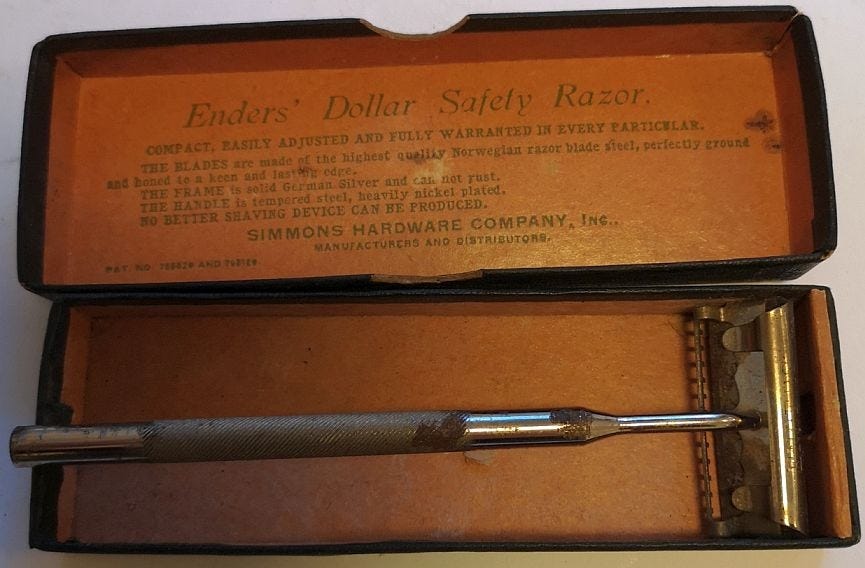 Enders' Dollar Safety Razor.
COMPACT, EASILY ADJUSTED AND FULLY WARRANTED IN EVERY PARTICULAR.
THE BLADES are made of the highest quality Norwegian razor blade steel, perfectly ground
and honed to a keen and lasting edge.
THE FRAME is solid German Silver and can not rust.
THE HANDLE is tempered steel, heavily nickel plated.
NO BETTER SHAVING DEVICE CAN BE PRODUCED.
SIMMONS HARDWARE COMPANY, Inc..
MANUFACTURERS AND DISTRIBUTORS.
PAT. NO. AND